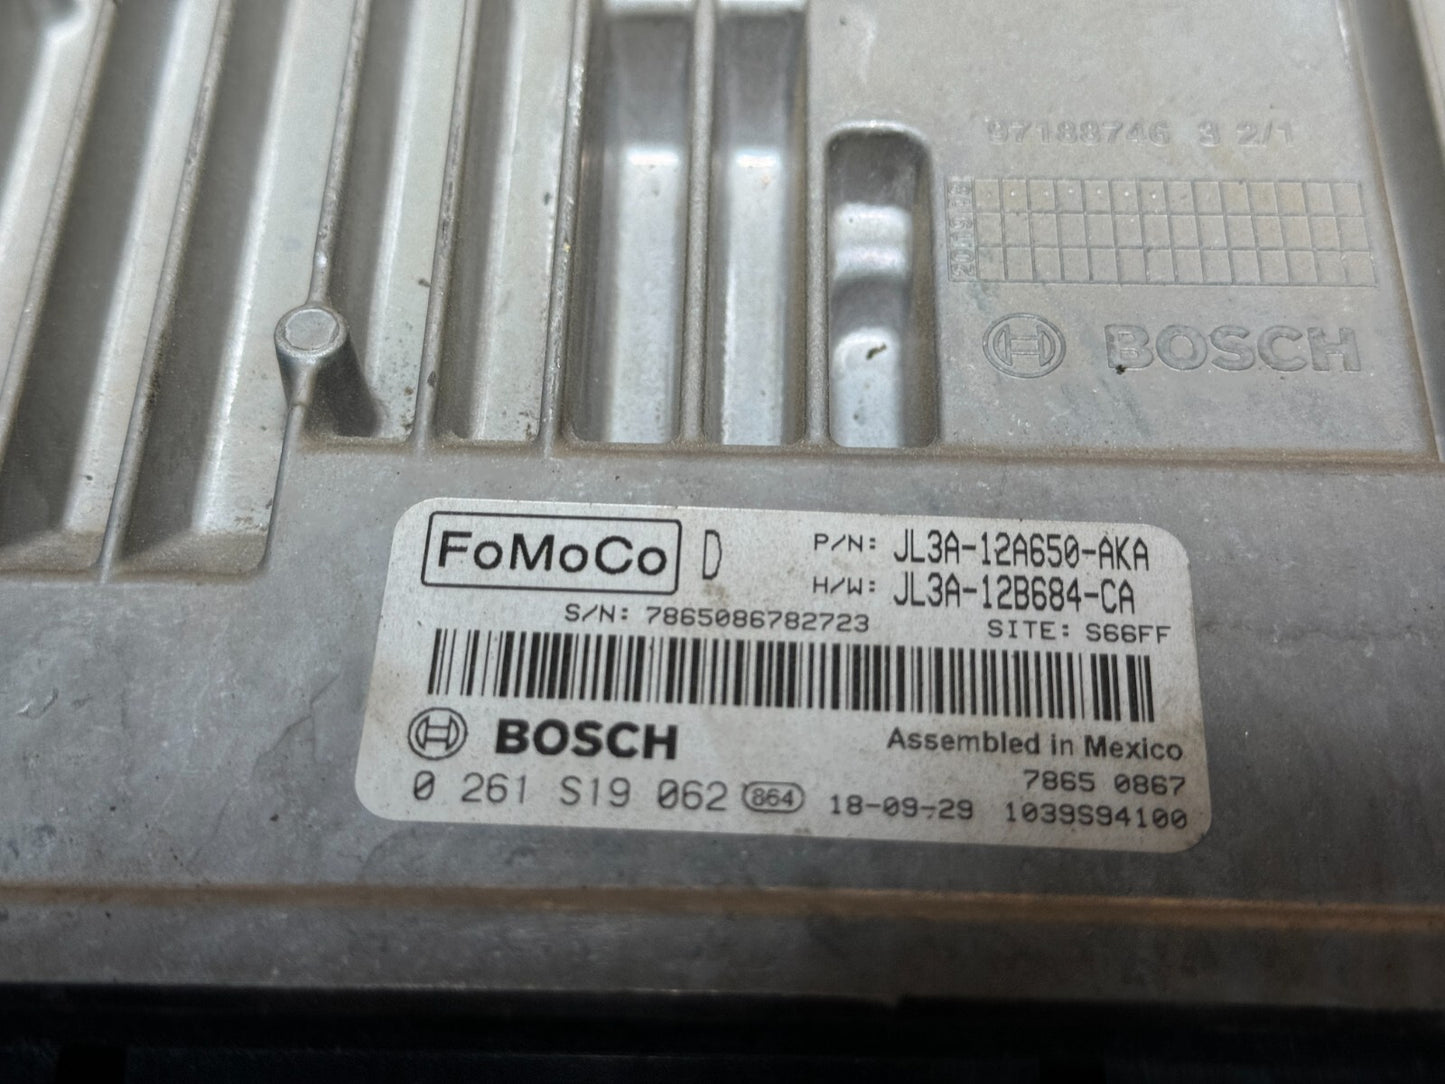 97188746 3 2/1
BOSCH
FoMoCo D P/N: JL3A-12A650-AKA
H/W: JL3A-12B684-CA
S/N: 7865086782723 SITE: S66FF
BOSCH Assembled in Mexico
7865 0867
0 261 S19 062 864 18-09-29 1039S94100